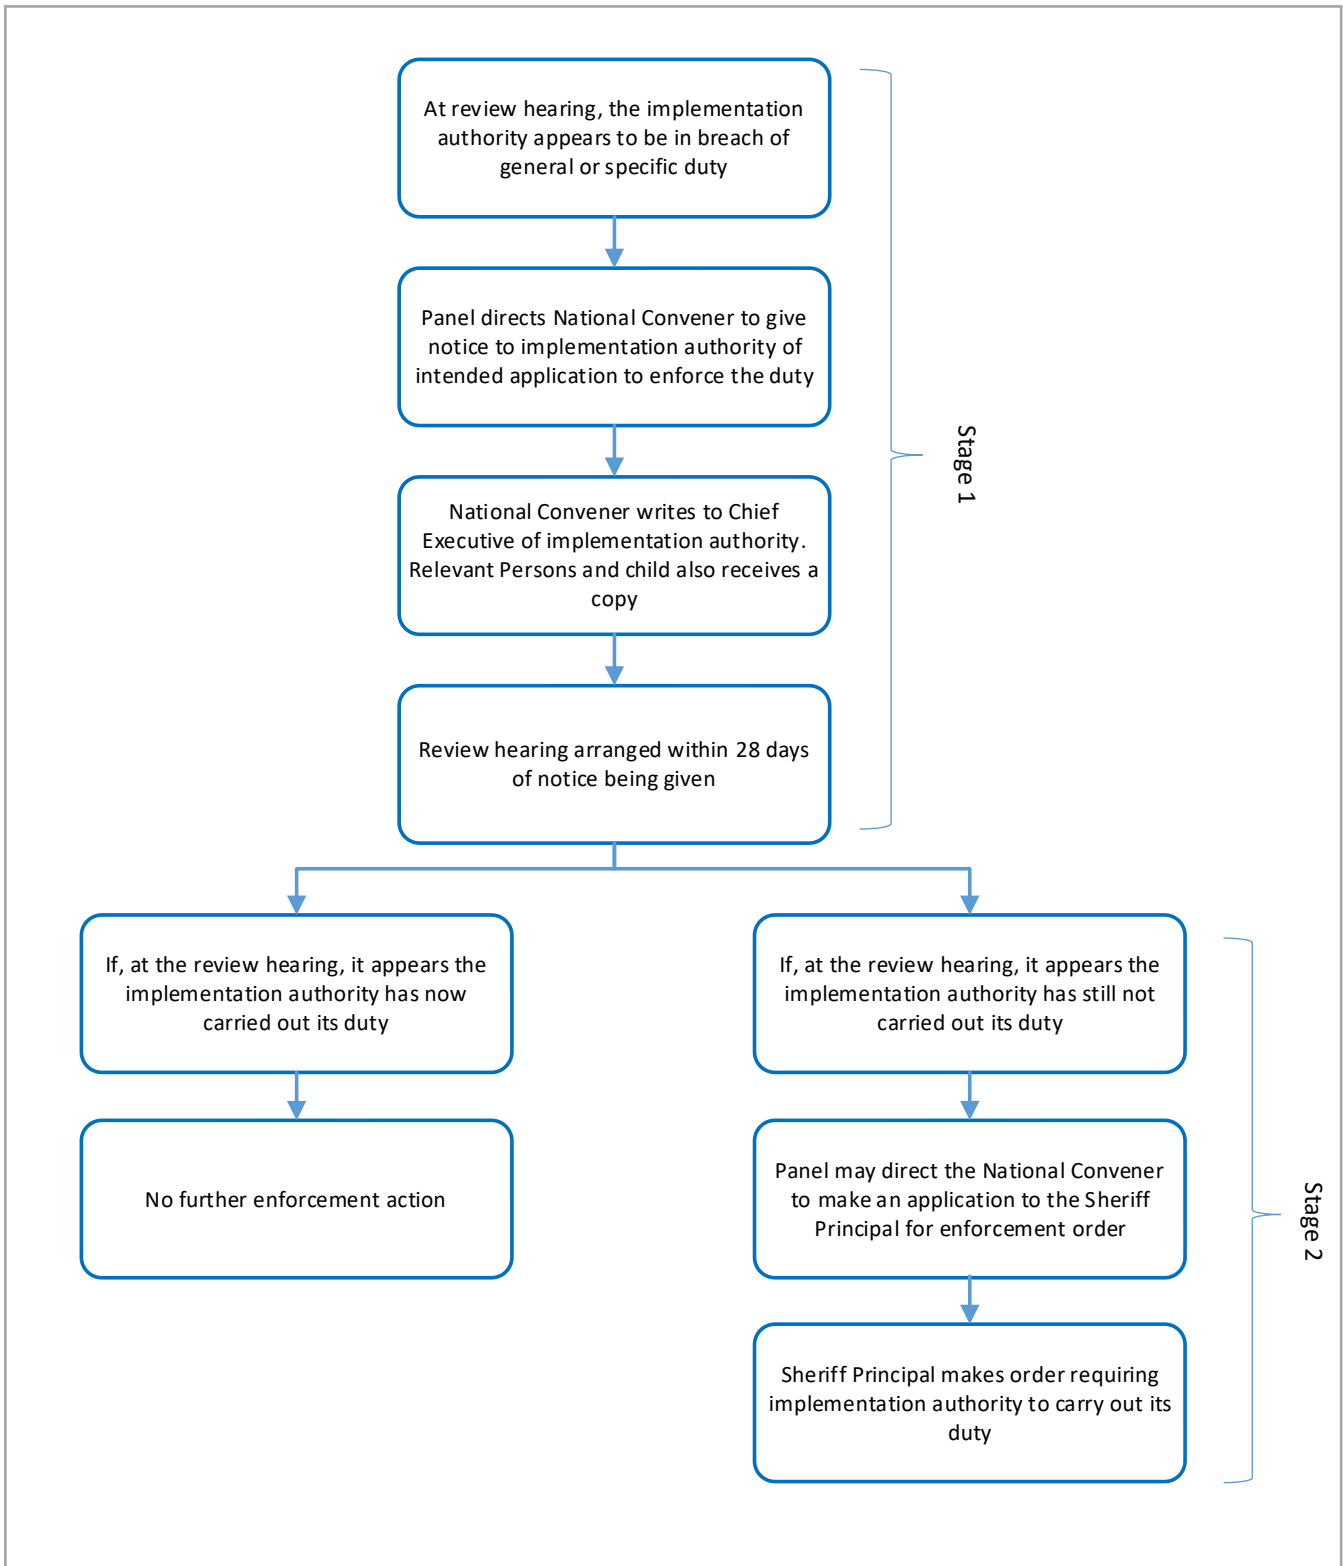 At review hearing, the implementation
authority appears to be in breach of
general or specific duty
Panel directs National Convener to give
notice to implementation authority of
intended application to enforce the duty
National Convener writes to Chief
Executive of implementation authority.
Relevant Persons and child also receives a
copy
Review hearing arranged within 28 days
of notice being given
Stage 1
If, at the review hearing, it appears the
implementation authority has now
carried out its duty
No further enforcement action
If, at the review hearing, it appears the
implementation authority has still not
carried out its duty
Panel may direct the National Convener
to make an application to the Sheriff
Principal for enforcement order
Sheriff Principal makes order requiring
implementation authority to carry out its
duty
Stage 2